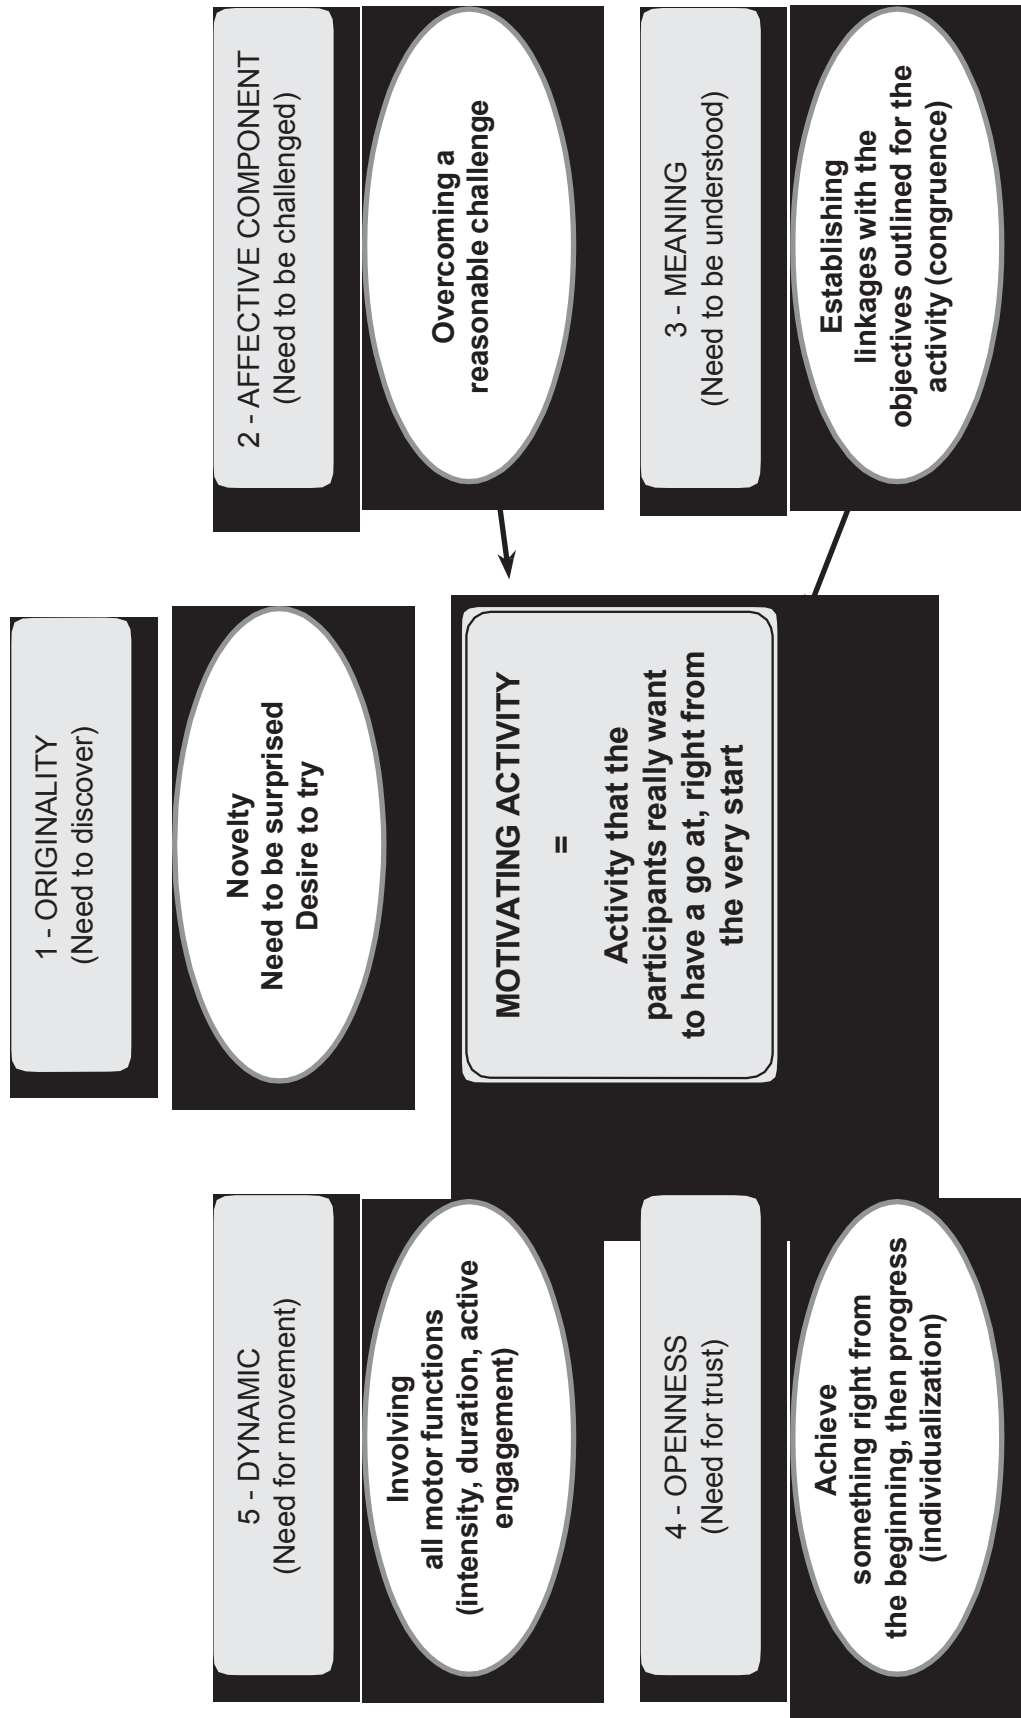 1 - ORIGINALITY
(Need to discover)
Novelty
Need to be surprised
Desire to try
2 - AFFECTIVE COMPONENT
(Need to be challenged)
Overcoming a
reasonable challenge
3 - MEANING
(Need to be understood)
Establishing
linkages with the
objectives outlined for the
activity (congruence)
4 - OPENNESS
(Need for trust)
Achieve
something right from
the beginning, then progress
(individualization)
5 - DYNAMIC
(Need for movement)
Involving
all motor functions
(intensity, duration, active
engagement)
MOTIVATING ACTIVITY
=
Activity that the
participants really want
to have a go at, right from
the very start